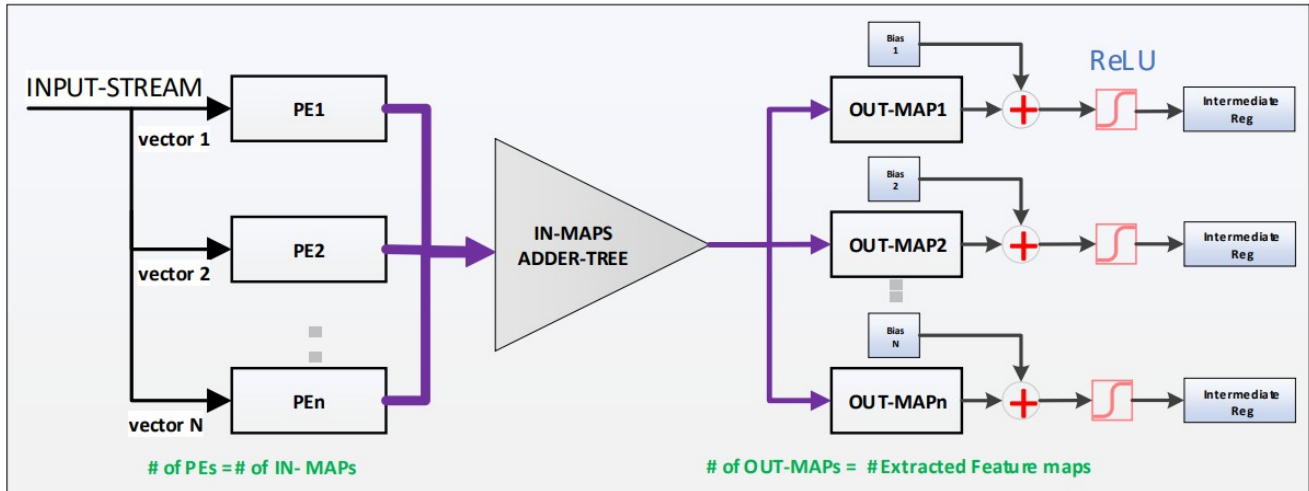 INPUT-STREAM
vector 1
vector 2
vector N
PE1
PE2
PEn
IN-MAPS
ADDER-TREE
Bias
1
OUT-MAP1
ReLU
Intermediate
Reg
Bias
2
OUT-MAP2
Intermediate
Reg
Bias
N
OUT-MAPn
Intermediate
Reg
# of PEs = # of IN- MAPs
# of OUT-MAPs = #Extracted Feature maps